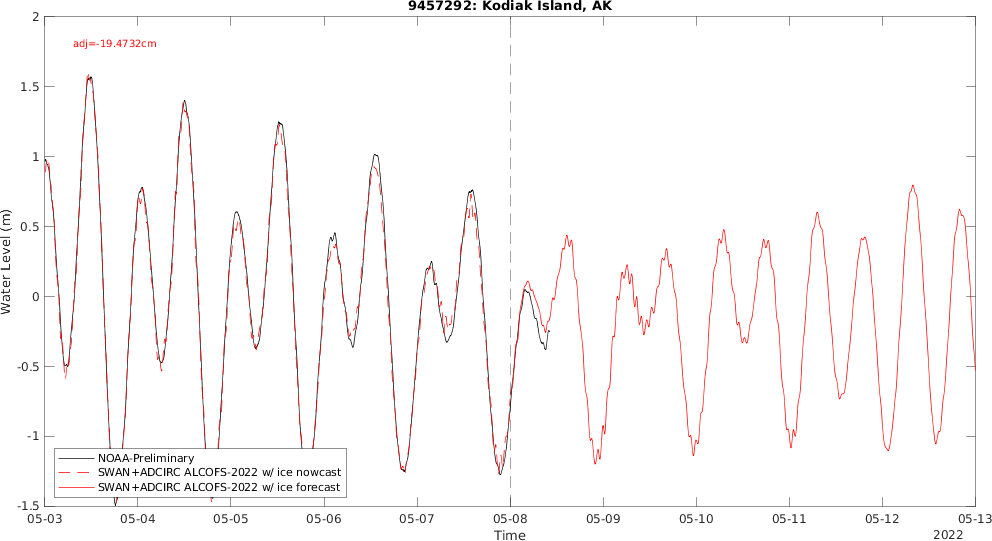 9457292: Kodiak Island, AK
adj=-19.4732cm
Water Level (m)
2
1.5
1
0.5
0
-0.5
-1
-1.5
NOAA-Preliminary
SWAN+ADCIRC ALCOFS-2022 w/ ice nowcast
SWAN+ADCIRC ALCOFS-2022 w/ ice forecast
05-03 05-04 05-05 05-06 05-07 05-08 05-09 05-10 05-11 05-12 05-13
Time
2022